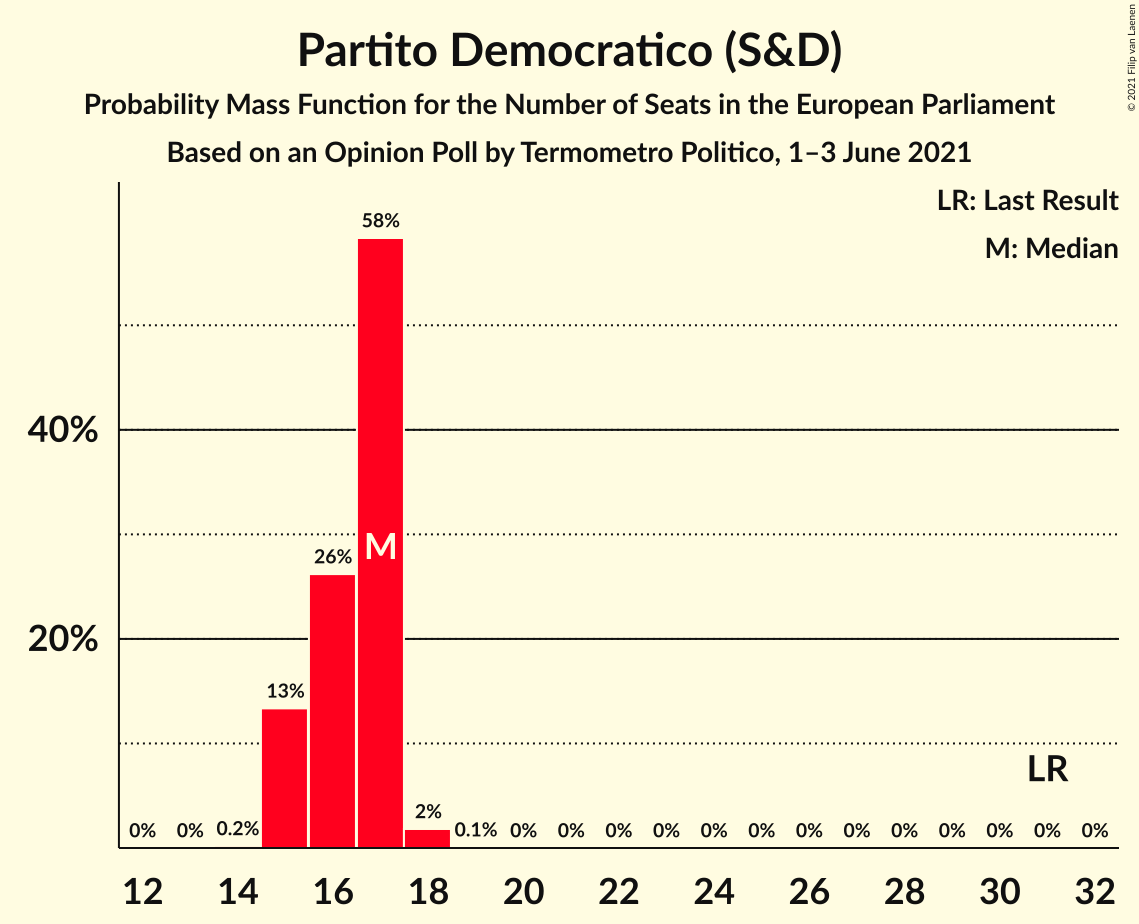 Partito Democratico (S&D)
Probability Mass Function for the Number of Seats in the European Parliament
Based on an Opinion Poll by Termometro Politico, 1–3 June 2021
© 2021 Filip van Laenen
LR: Last Result
M: Median
58%
40%
M
26%
20%
13%
LR
2%
0% 0% 0.2% 0.1% 0% 0% 0% 0% 0% 0% 0% 0% 0% 0% 0% 0% 0%
12 14 16 18 20 22 24 26 28 30 32